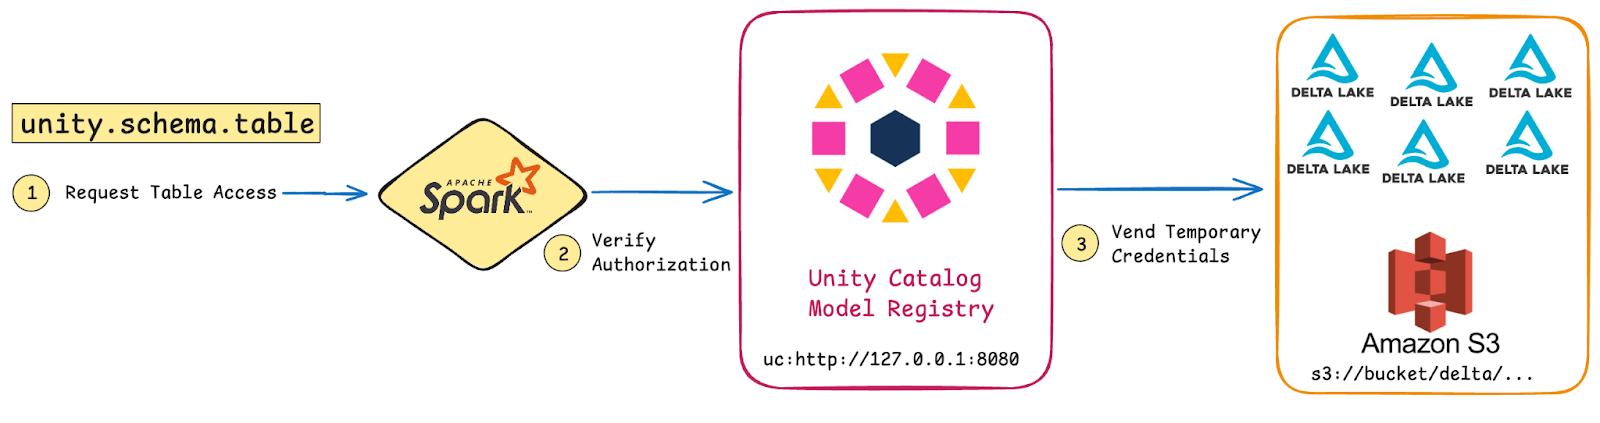 unity.schema.table
1
Request Table Access
APACHE
Spark™
2
Verify
Authorization
Unity Catalog
Model Registry
uc:http://127.0.0.1:8080
3
Vend Temporary
Credentials
DELTA LAKE
DELTA LAKE
DELTA LAKE
DELTA LAKE
DELTA LAKE
DELTA LAKE
Amazon S3
s3://bucket/delta/...